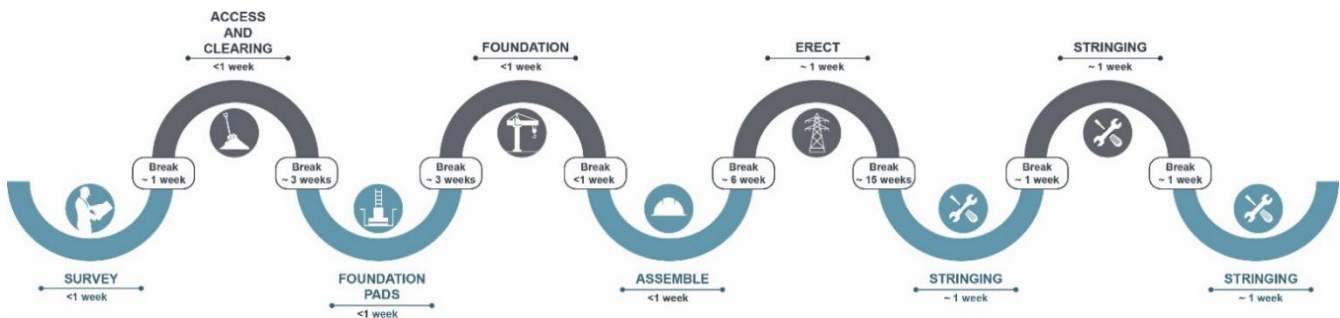 ACCESS
AND
CLEARING
<1 week
FOUNDATION
<1 week
ERECT
~ 1 week
STRINGING
~ 1 week
Break
~ 1 week
Break
~ 3 weeks
Break
~ 3 weeks
Break
<1 week
Break
~ 6 week
Break
~ 15 weeks
Break
~ 1 week
Break
~ 1 week
SURVEY
<1 week
FOUNDATION
PADS
<1 week
ASSEMBLE
<1 week
STRINGING
~ 1 week
STRINGING
~ 1 week